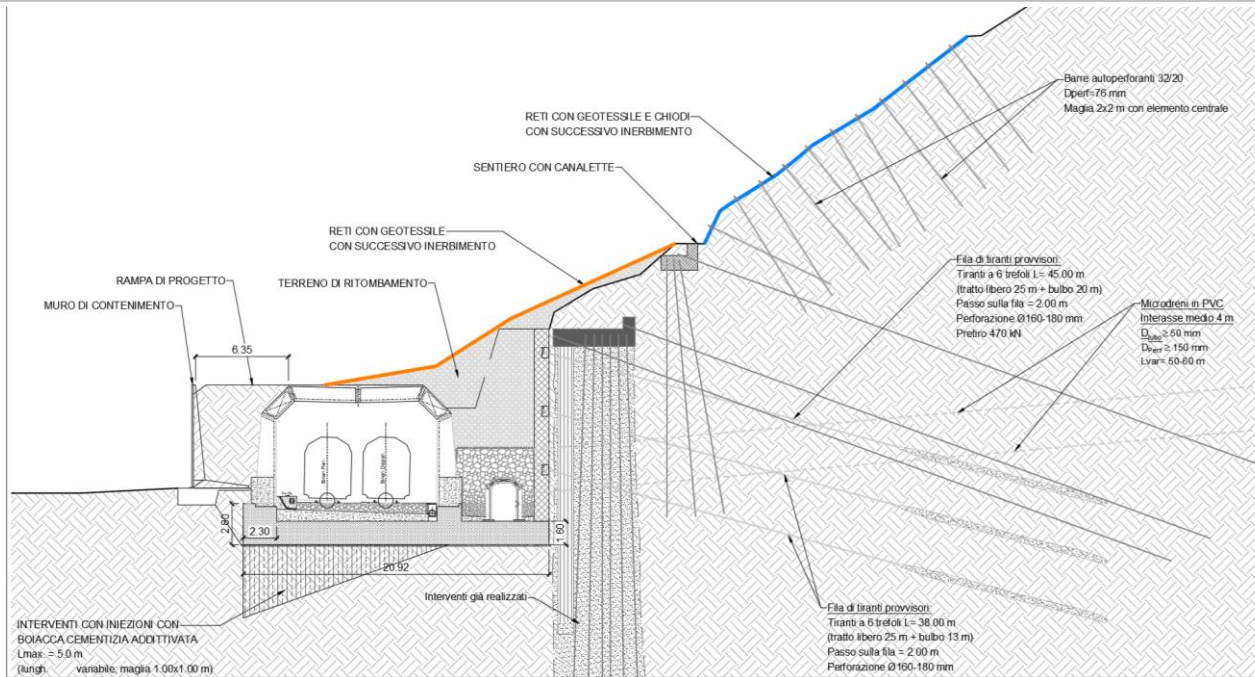 Barre autoperforanti 32/20
Dperf=76 mm
Maglia 2x2 m con elemento centrale
RETI CON GEOTESSILE E CHIODI
CON SUCCESSIVO INERBIMENTO
SENTIERO CON CANALETTE
RETI CON GEOTESSILE
CON SUCCESSIVO INERBIMENTO
RAMPA DI PROGETTO
TERRENO DI RITOMBAMENTO
MURO DI CONTENIMENTO
Fila di tiranti provvisori:
Tiranti a 6 trefoli L= 45.00 m
(tratto libero 25 m + bulbo 20 m)
Passo sulla fila = 2.00 m
Perforazione Ø160-180 mm
Pretiro 470 kN
Microdreni in PVC
Interasse medio 4 m
Dtubo ≥ 50 mm
DPerf ≥ 150 mm
Lvar= 50-60 m
6.35
Binari Pari
Binari Dispari
2.80
2.30
1.60
20.92
Interventi già realizzati
INTERVENTI CON INIEZIONI CON
BOIACCA CEMENTIZIA ADDITTIVATA
Lmax. = 5.0 m
(lungh. variabile; maglia 1.00x1.00 m)
Fila di tiranti provvisori:
Tiranti a 6 trefoli L= 38.00 m
(tratto libero 25 m + bulbo 13 m)
Passo sulla fila = 2.00 m
Perforazione Ø160-180 mm